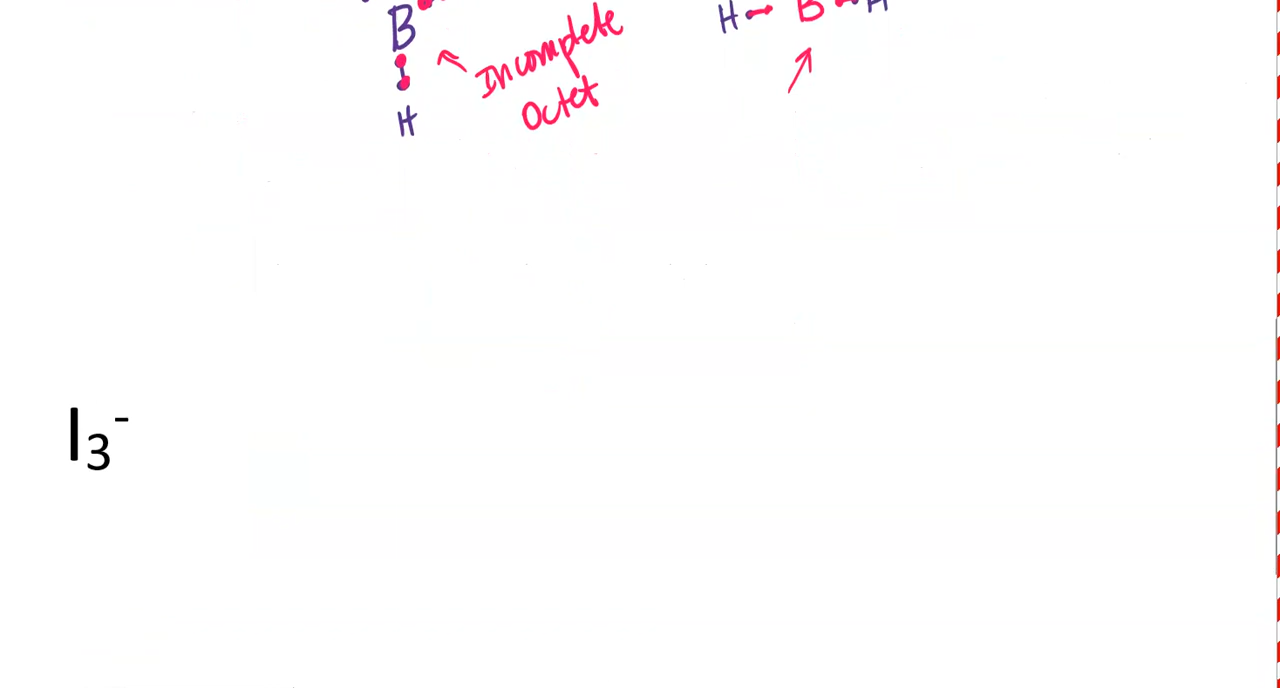 B
H
Incomplete
Octet
H B H
I₃⁻